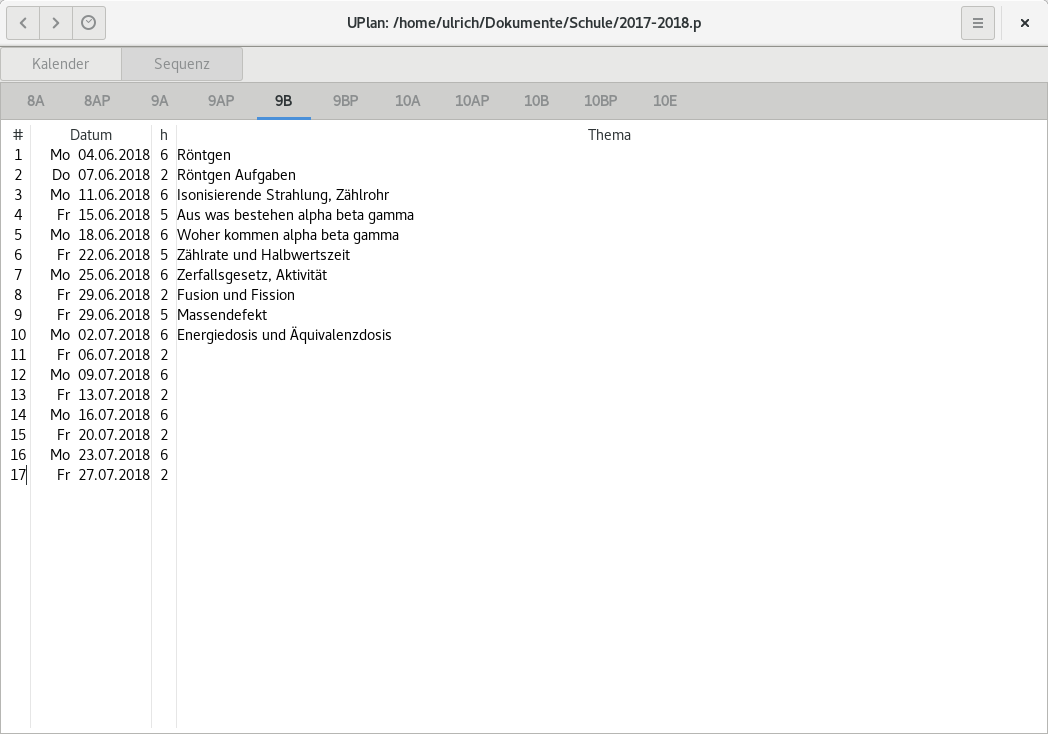 UPlan: /home/ulrich/Dokumente/Schule/2017-2018.p
Kalender Sequenz
8A 8AP 9A 9AP 9B 9BP 10A 10AP 10B 10BP 10E
# Datum h Thema
1 Mo 04.06.2018 6 Röntgen
2 Do 07.06.2018 2 Röntgen Aufgaben
3 Mo 11.06.2018 6 Isonisierende Strahlung, Zählrohr
4 Fr 15.06.2018 5 Aus was bestehen alpha beta gamma
5 Mo 18.06.2018 6 Woher kommen alpha beta gamma
6 Fr 22.06.2018 5 Zählrate und Halbwertszeit
7 Mo 25.06.2018 6 Zerfallsgesetz, Aktivität
8 Fr 29.06.2018 2 Fusion und Fission
9 Fr 29.06.2018 5 Massendefekt
10 Mo 02.07.2018 6 Energiedosis und Äquivalenzdosis
11 Fr 06.07.2018 2
12 Mo 09.07.2018 6
13 Fr 13.07.2018 2
14 Mo 16.07.2018 6
15 Fr 20.07.2018 2
16 Mo 23.07.2018 6
17 Fr 27.07.2018 2